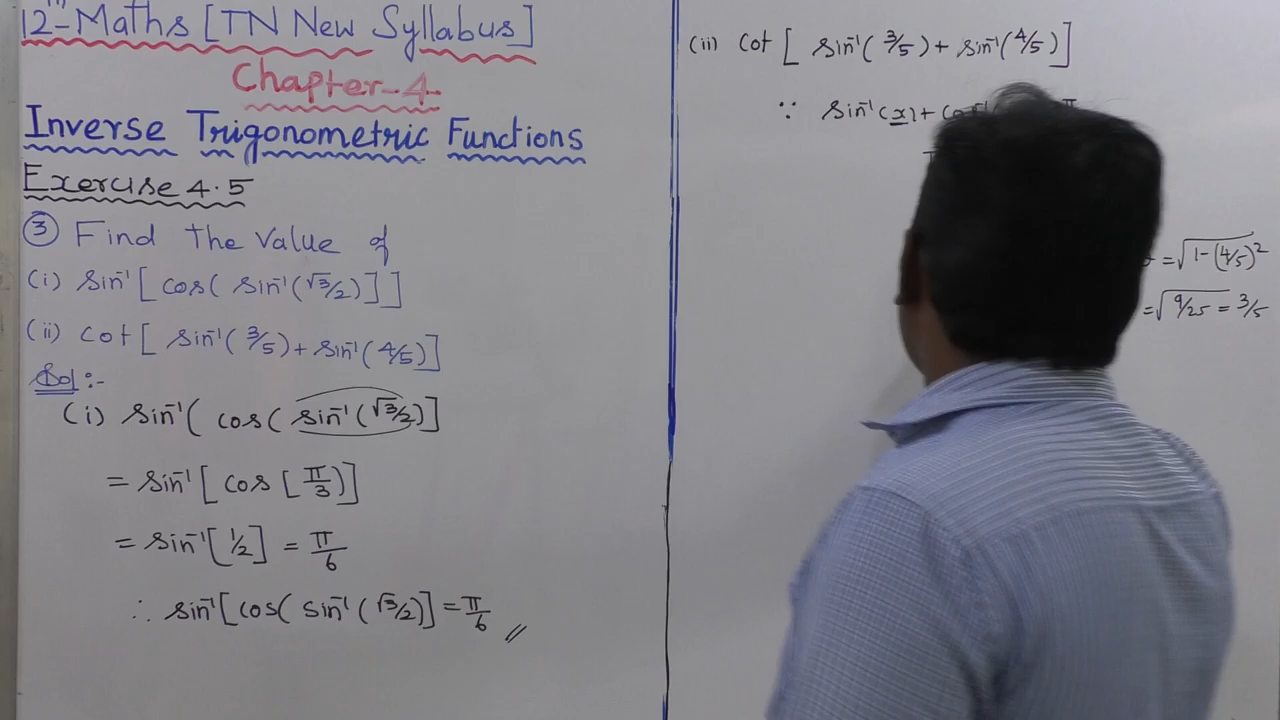 12-Maths [TN New Syllabus]
Chapter-4
Inverse Trigonometric Functions
Exercise 4.5
③ Find the value of
(i) sin⁻¹[cos(sin⁻¹(√3/2)]]
(ii) cot[sin⁻¹(3/5)+sin⁻¹(4/5)]
Sol:-
(i) sin⁻¹(cos(sin⁻¹(√3/2)]
= sin⁻¹[cos[π/3)]
= sin⁻¹[1/2] = π/6
∴ sin⁻¹[cos(sin⁻¹(√3/2)] = π/6 //
(ii) cot[sin⁻¹(3/5)+sin⁻¹(4/5)]
∵ sin⁻¹(x)+
=√1-(4/5)²
=√9/25 = 3/5